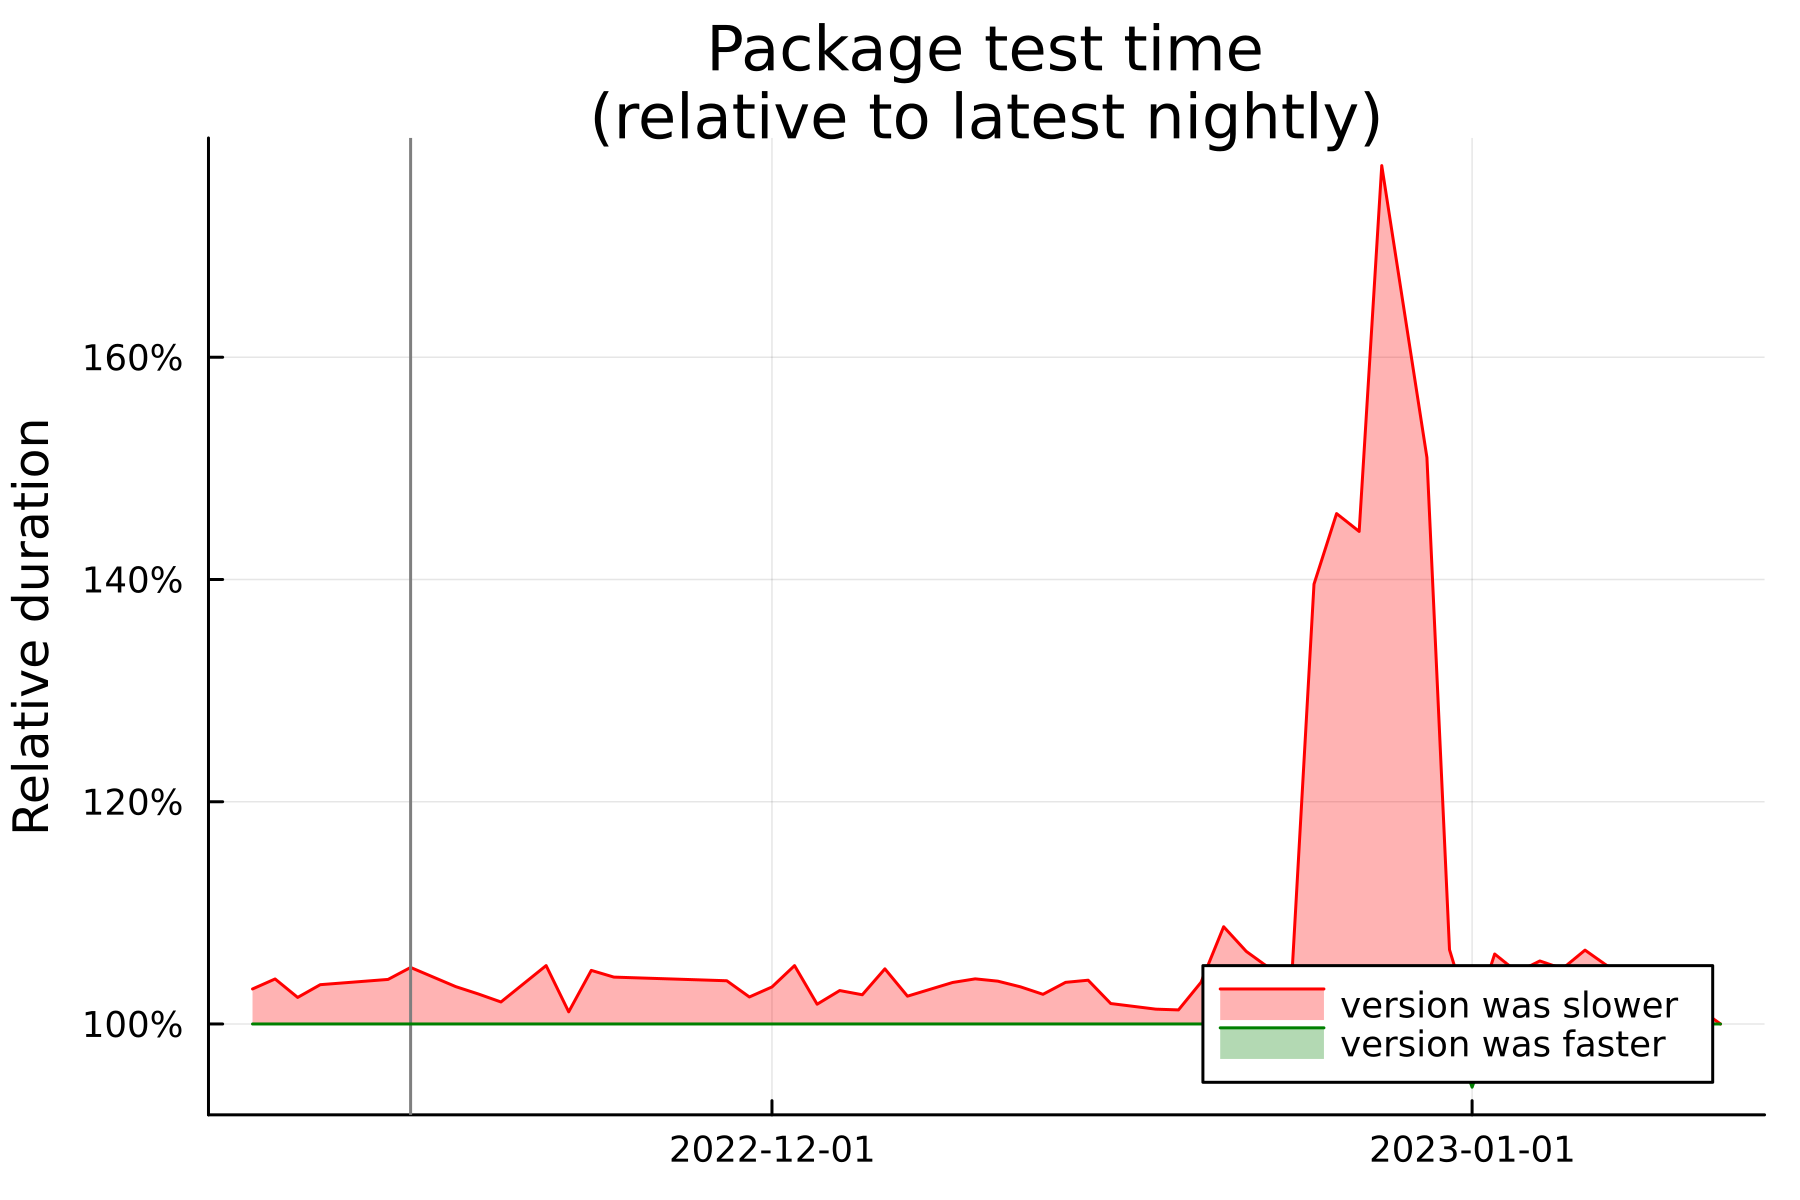 Package test time
(relative to latest nightly)
Relative duration
160%
140%
120%
100%
version was slower
version was faster
2022-12-01
2023-01-01